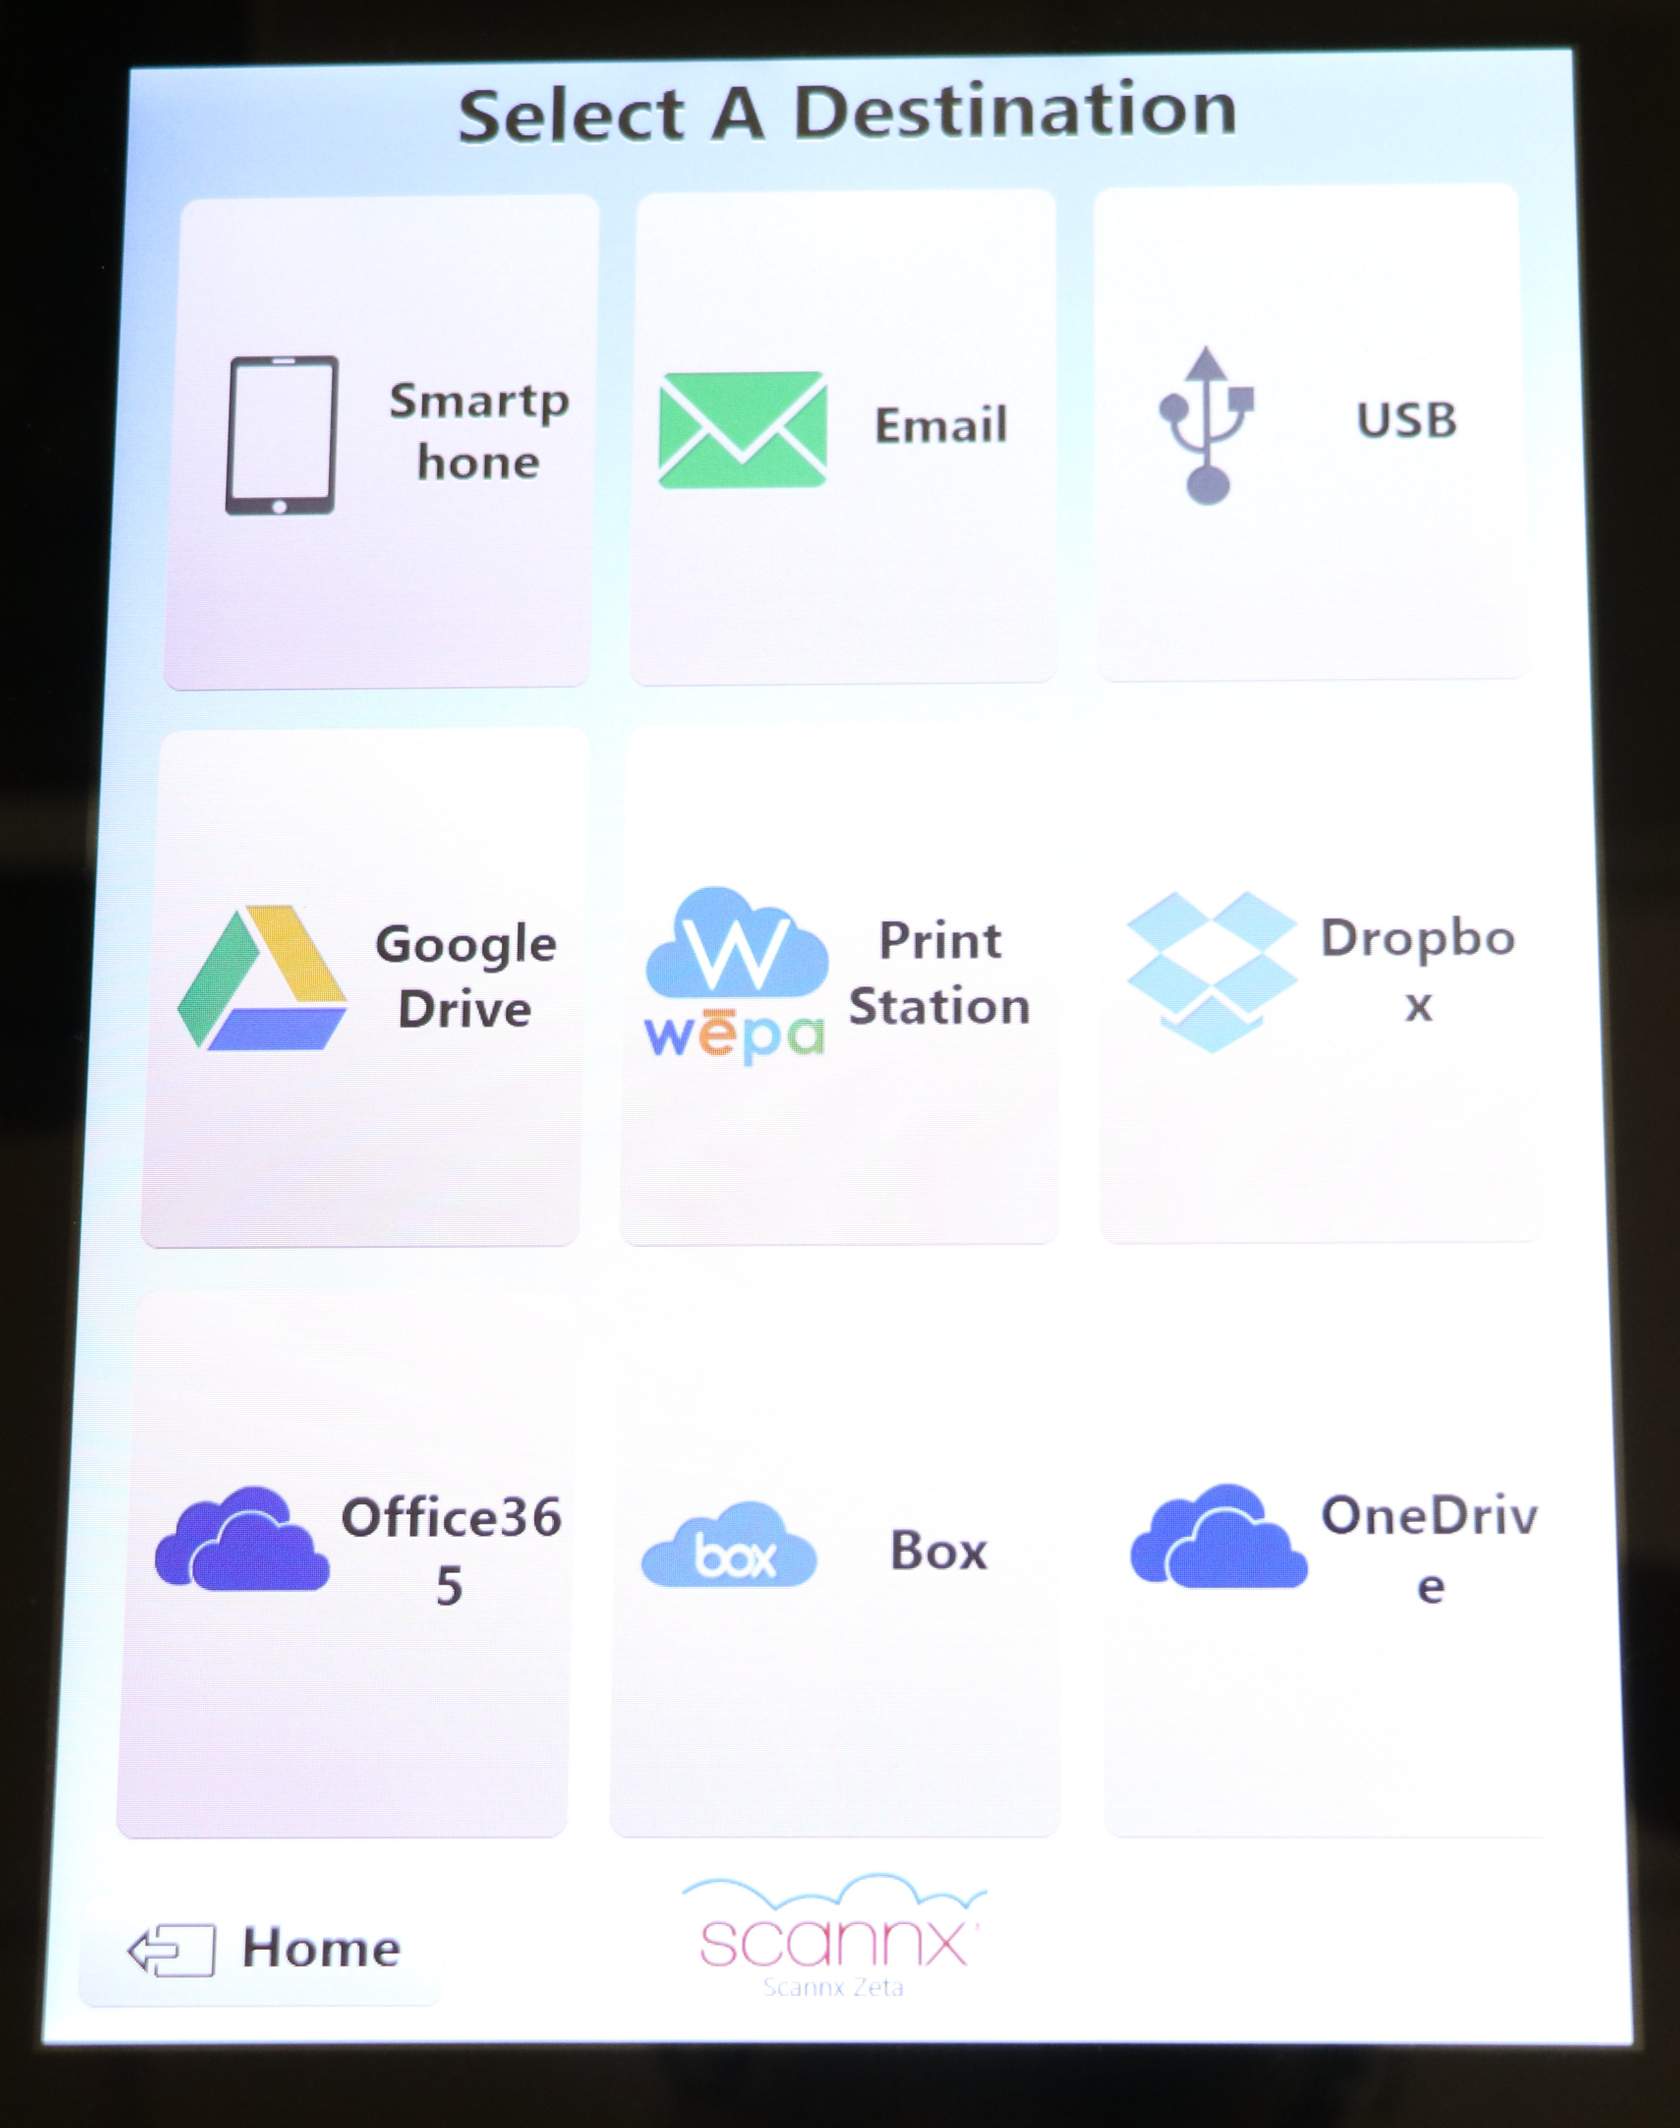 Select A Destination
Smartp
hone
Email
USB
Google
Drive
W
wēpa
Print
Station
Dropbo
x
Office36
5
box
Box
OneDriv
e
Home
scannx
Scannx Zeta